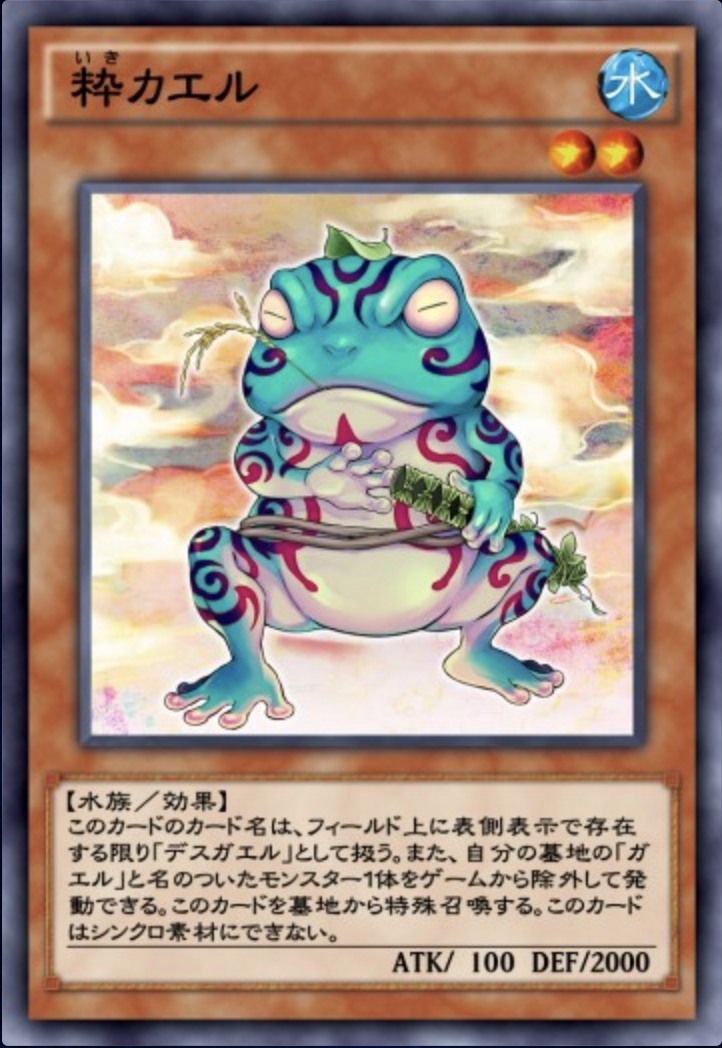 いき
粋カエル
水
【水族／効果】
このカードのカード名は、フィールド上に表側表示で存在
する限り「デスガエル」として扱う。また、自分の墓地の「ガ
エル」と名のついたモンスター1体をゲームから除外して発
動できる。このカードを墓地から特殊召喚する。このカード
はシンクロ素材にできない。
ATK/ 100 DEF/2000